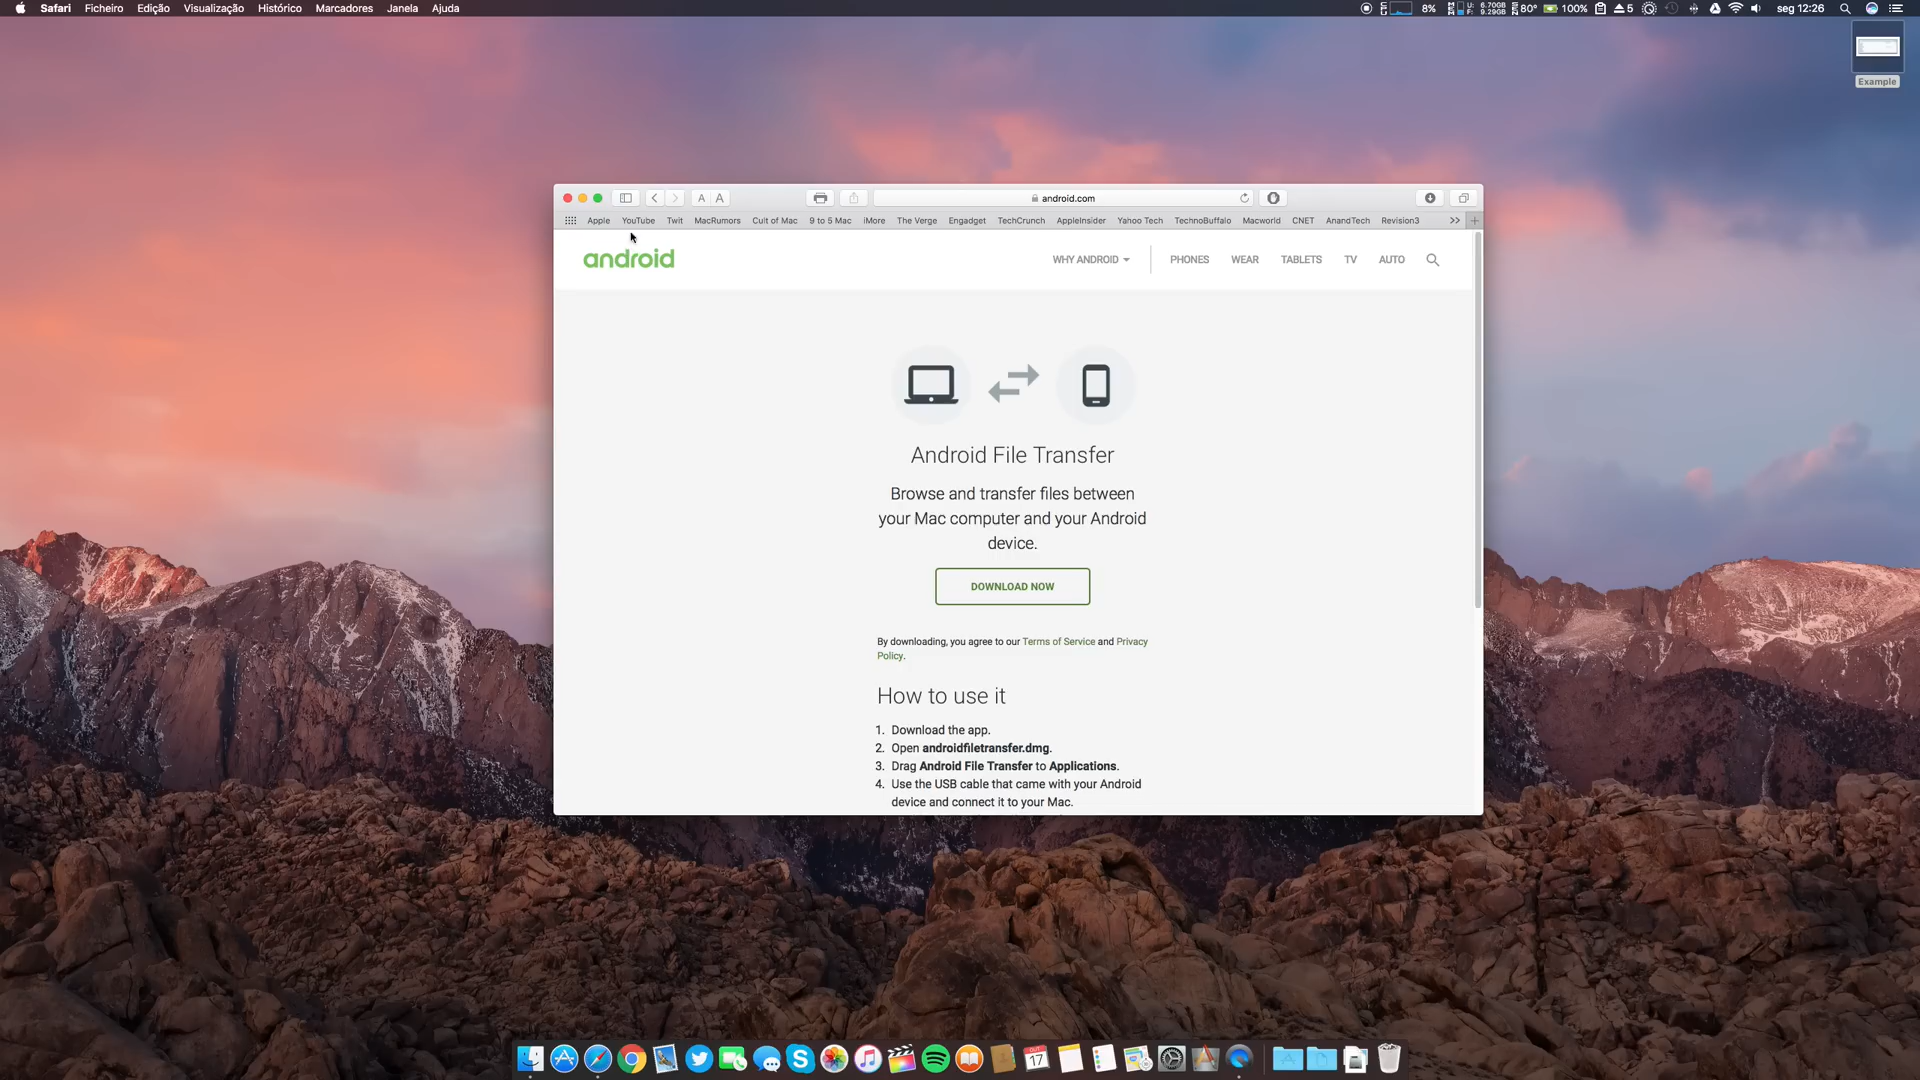 Safari Ficheiro Edição Visualização Histórico Marcadores Janela Ajuda
8% U: 6.70GB F: 9.29GB 80° 100% 5 seg 12:26
Example
A A android.com
Apple YouTube Twit MacRumors Cult of Mac 9 to 5 Mac iMore The Verge Engadget TechCrunch AppleInsider Yahoo Tech TechnoBuffalo Macworld CNET AnandTech Revision3 >>
android WHY ANDROID PHONES WEAR TABLETS TV AUTO
Android File Transfer
Browse and transfer files between
your Mac computer and your Android
device.
DOWNLOAD NOW
By downloading, you agree to our Terms of Service and Privacy
Policy.
How to use it
1. Download the app.
2. Open androidfiletransfer.dmg.
3. Drag Android File Transfer to Applications.
4. Use the USB cable that came with your Android
device and connect it to your Mac.
17